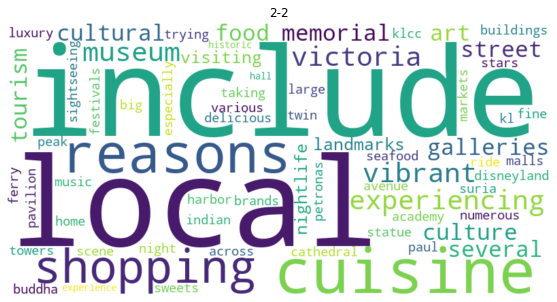 2-2
luxury cultural trying food memorial klcc art buildings
museum historic visiting victoria street
tourism sightseeing festivals especially hall taking large markets stars
include
big various delicious twin kl fine
peak reasons landmarks galleries
seafood ride malls
local
ferry pavilion music nightlife petronas vibrant disneyland
avenue suria
home harbor brands experiencing
indian academy numerous
statue culture
towers scene night across cathedral paul several
shopping cuisine
buddha experience sweets